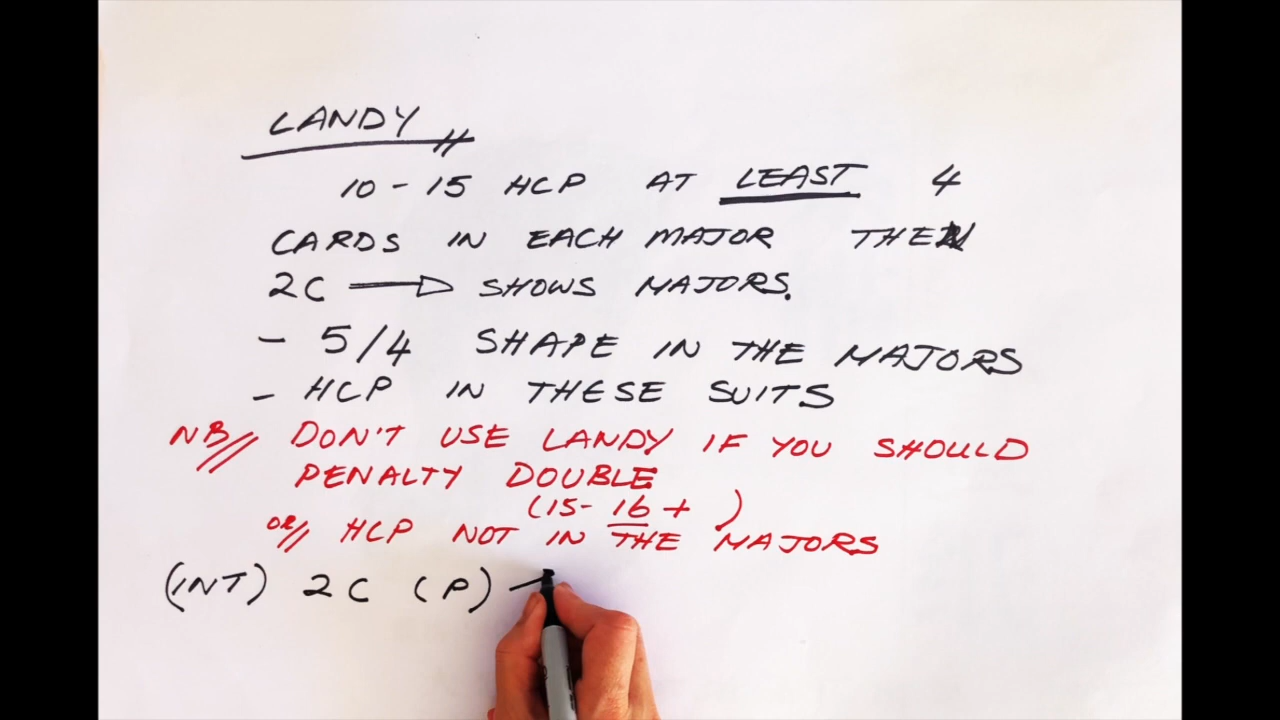 LANDY
10 - 15 HCP AT LEAST 4
CARDS IN EACH MAJOR THEN
2C → SHOWS MAJORS.
- 5/4 SHAPE IN THE MAJORS
- HCP IN THESE SUITS
NB// DON'T USE LANDY IF YOU SHOULD
PENALTY DOUBLE
(15- 16+ )
OR// HCP NOT IN THE MAJORS
(1NT) 2C (P) -